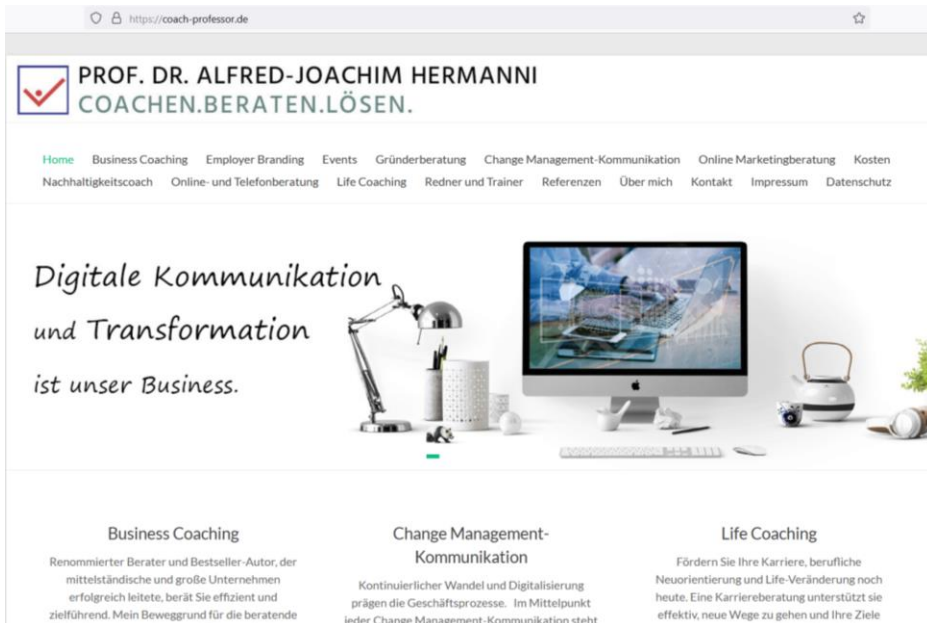 https://coach-professor.de
PROF. DR. ALFRED-JOACHIM HERMANNI
COACHEN.BERATEN.LÖSEN.
Home Business Coaching Employer Branding Events Gründerberatung Change Management-Kommunikation Online Marketingberatung Kosten
Nachhaltigkeitscoach Online- und Telefonberatung Life Coaching Redner und Trainer Referenzen Über mich Kontakt Impressum Datenschutz
Digitale Kommunikation
und Transformation
ist unser Business.
Business Coaching
Renommierter Berater und Bestseller-Autor, der
mittelständische und große Unternehmen
erfolgreich leitete, berät Sie effizient und
zielführend. Mein Beweggrund für die beratende
Change Management-
Kommunikation
Kontinuierlicher Wandel und Digitalisierung
prägen die Geschäftsprozesse. Im Mittelpunkt
jeder Change Management-Kommunikation steht
Life Coaching
Fördern Sie Ihre Karriere, berufliche
Neuorientierung und Life-Veränderung noch
heute. Eine Karriereberatung unterstützt sie
effektiv, neue Wege zu gehen und Ihre Ziele